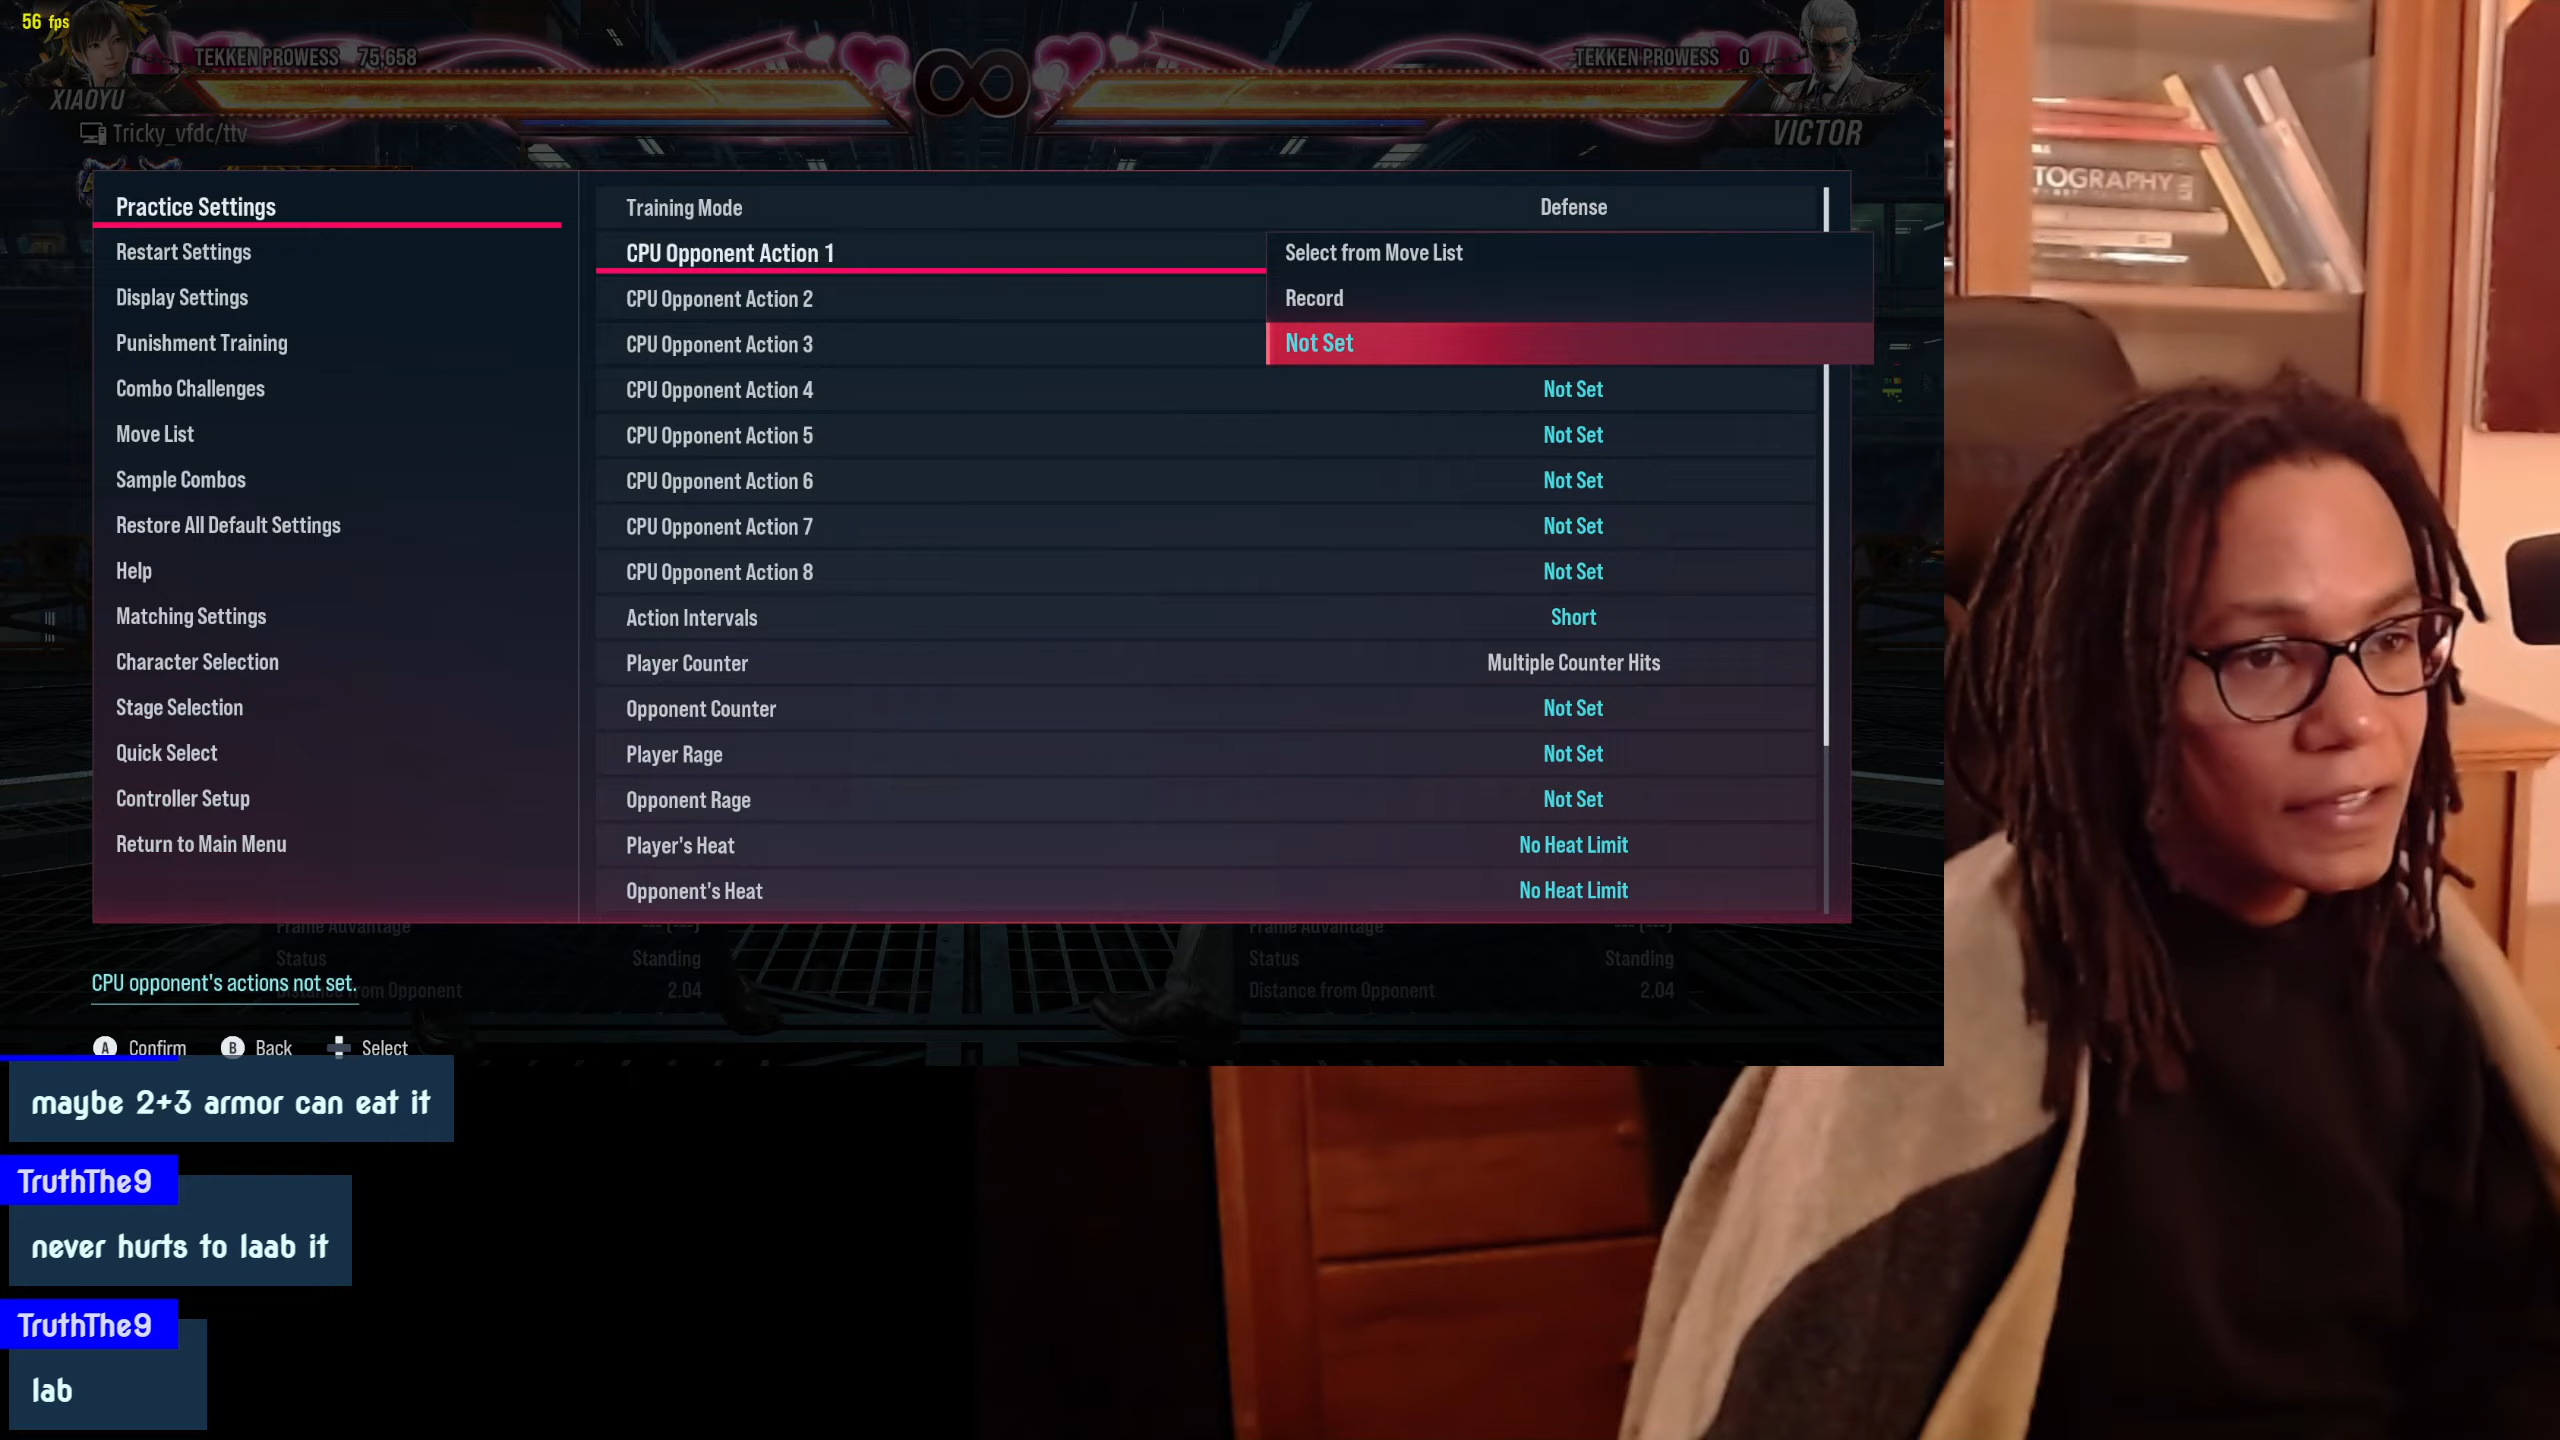 56 fps
TEKKEN PROWESS 75,658
TEKKEN PROWESS 0
XIAOYU
Tricky_vfdc/ttv
VICTOR
TOGRAPHY
Practice Settings
Restart Settings
Display Settings
Punishment Training
Combo Challenges
Move List
Sample Combos
Restore All Default Settings
Help
Matching Settings
Character Selection
Stage Selection
Quick Select
Controller Setup
Return to Main Menu
Training Mode Defense
CPU Opponent Action 1
Select from Move List
CPU Opponent Action 2
Record
CPU Opponent Action 3
Not Set
CPU Opponent Action 4 Not Set
CPU Opponent Action 5 Not Set
CPU Opponent Action 6 Not Set
CPU Opponent Action 7 Not Set
CPU Opponent Action 8 Not Set
Action Intervals Short
Player Counter Multiple Counter Hits
Opponent Counter Not Set
Player Rage Not Set
Opponent Rage Not Set
Player's Heat No Heat Limit
Opponent's Heat No Heat Limit
Frame Advantage --- (---)
Status Standing
Distance from Opponent 2.04
Frame Advantage --- (---)
Status Standing
Distance from Opponent 2.04
CPU opponent's actions not set.
A Confirm B Back Select
maybe 2+3 armor can eat it
TruthThe9
never hurts to laab it
TruthThe9
lab